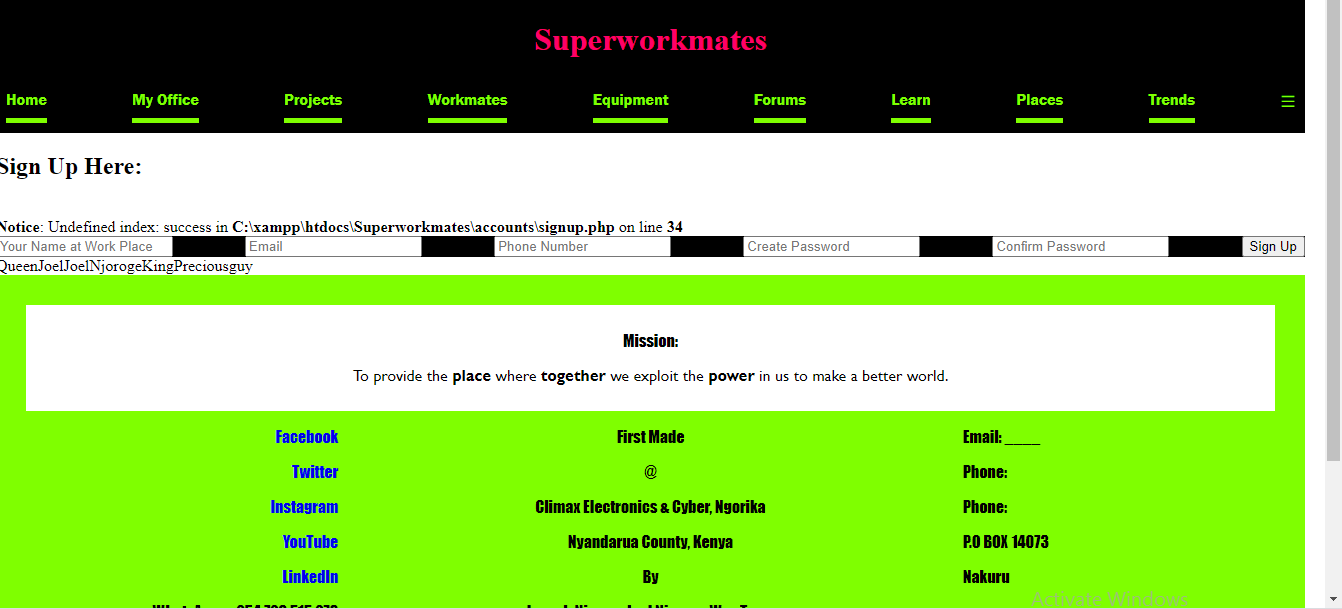 Superworkmates
Home My Office Projects Workmates Equipment Forums Learn Places Trends ☰
Sign Up Here:
Notice: Undefined index: success in C:\xampp\htdocs\Superworkmates\accounts\signup.php on line 34
Your Name at Work Place Email Phone Number Create Password Confirm Password Sign Up
QueenJoelJoelNjorogeKingPreciousguy
Mission:
To provide the place where together we exploit the power in us to make a better world.
Facebook First Made Email: ____
Twitter @ Phone:
Instagram Climax Electronics & Cyber, Ngorika Phone:
YouTube Nyandarua County, Kenya P.O BOX 14073
LinkedIn By Nakuru
Activate Windows